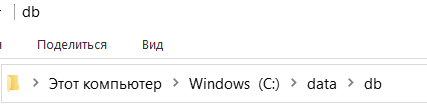 db
Поделиться Вид
Этот компьютер > Windows (C:) > data > db